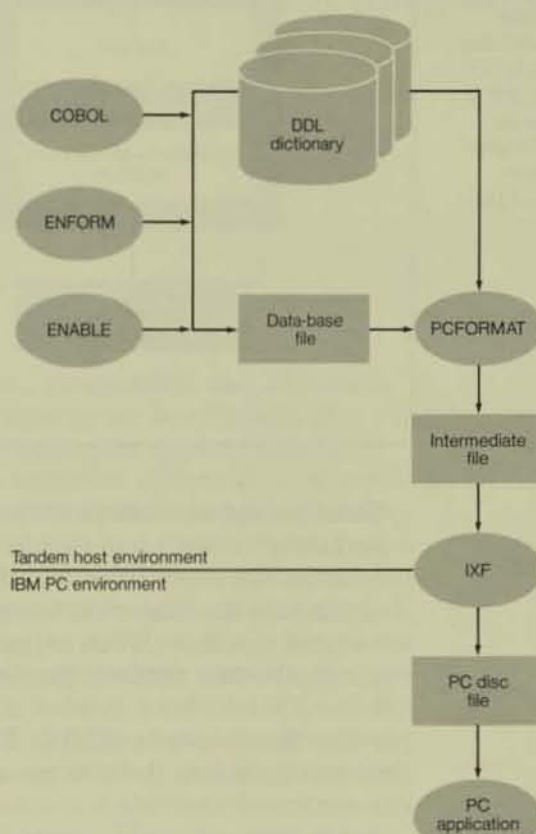 COBOL
DDL
dictionary
ENFORM
ENABLE
Data-base
file
PCFORMAT
Intermediate
file
Tandem host environment
IBM PC environment
IXF
PC disc
file
PC
application